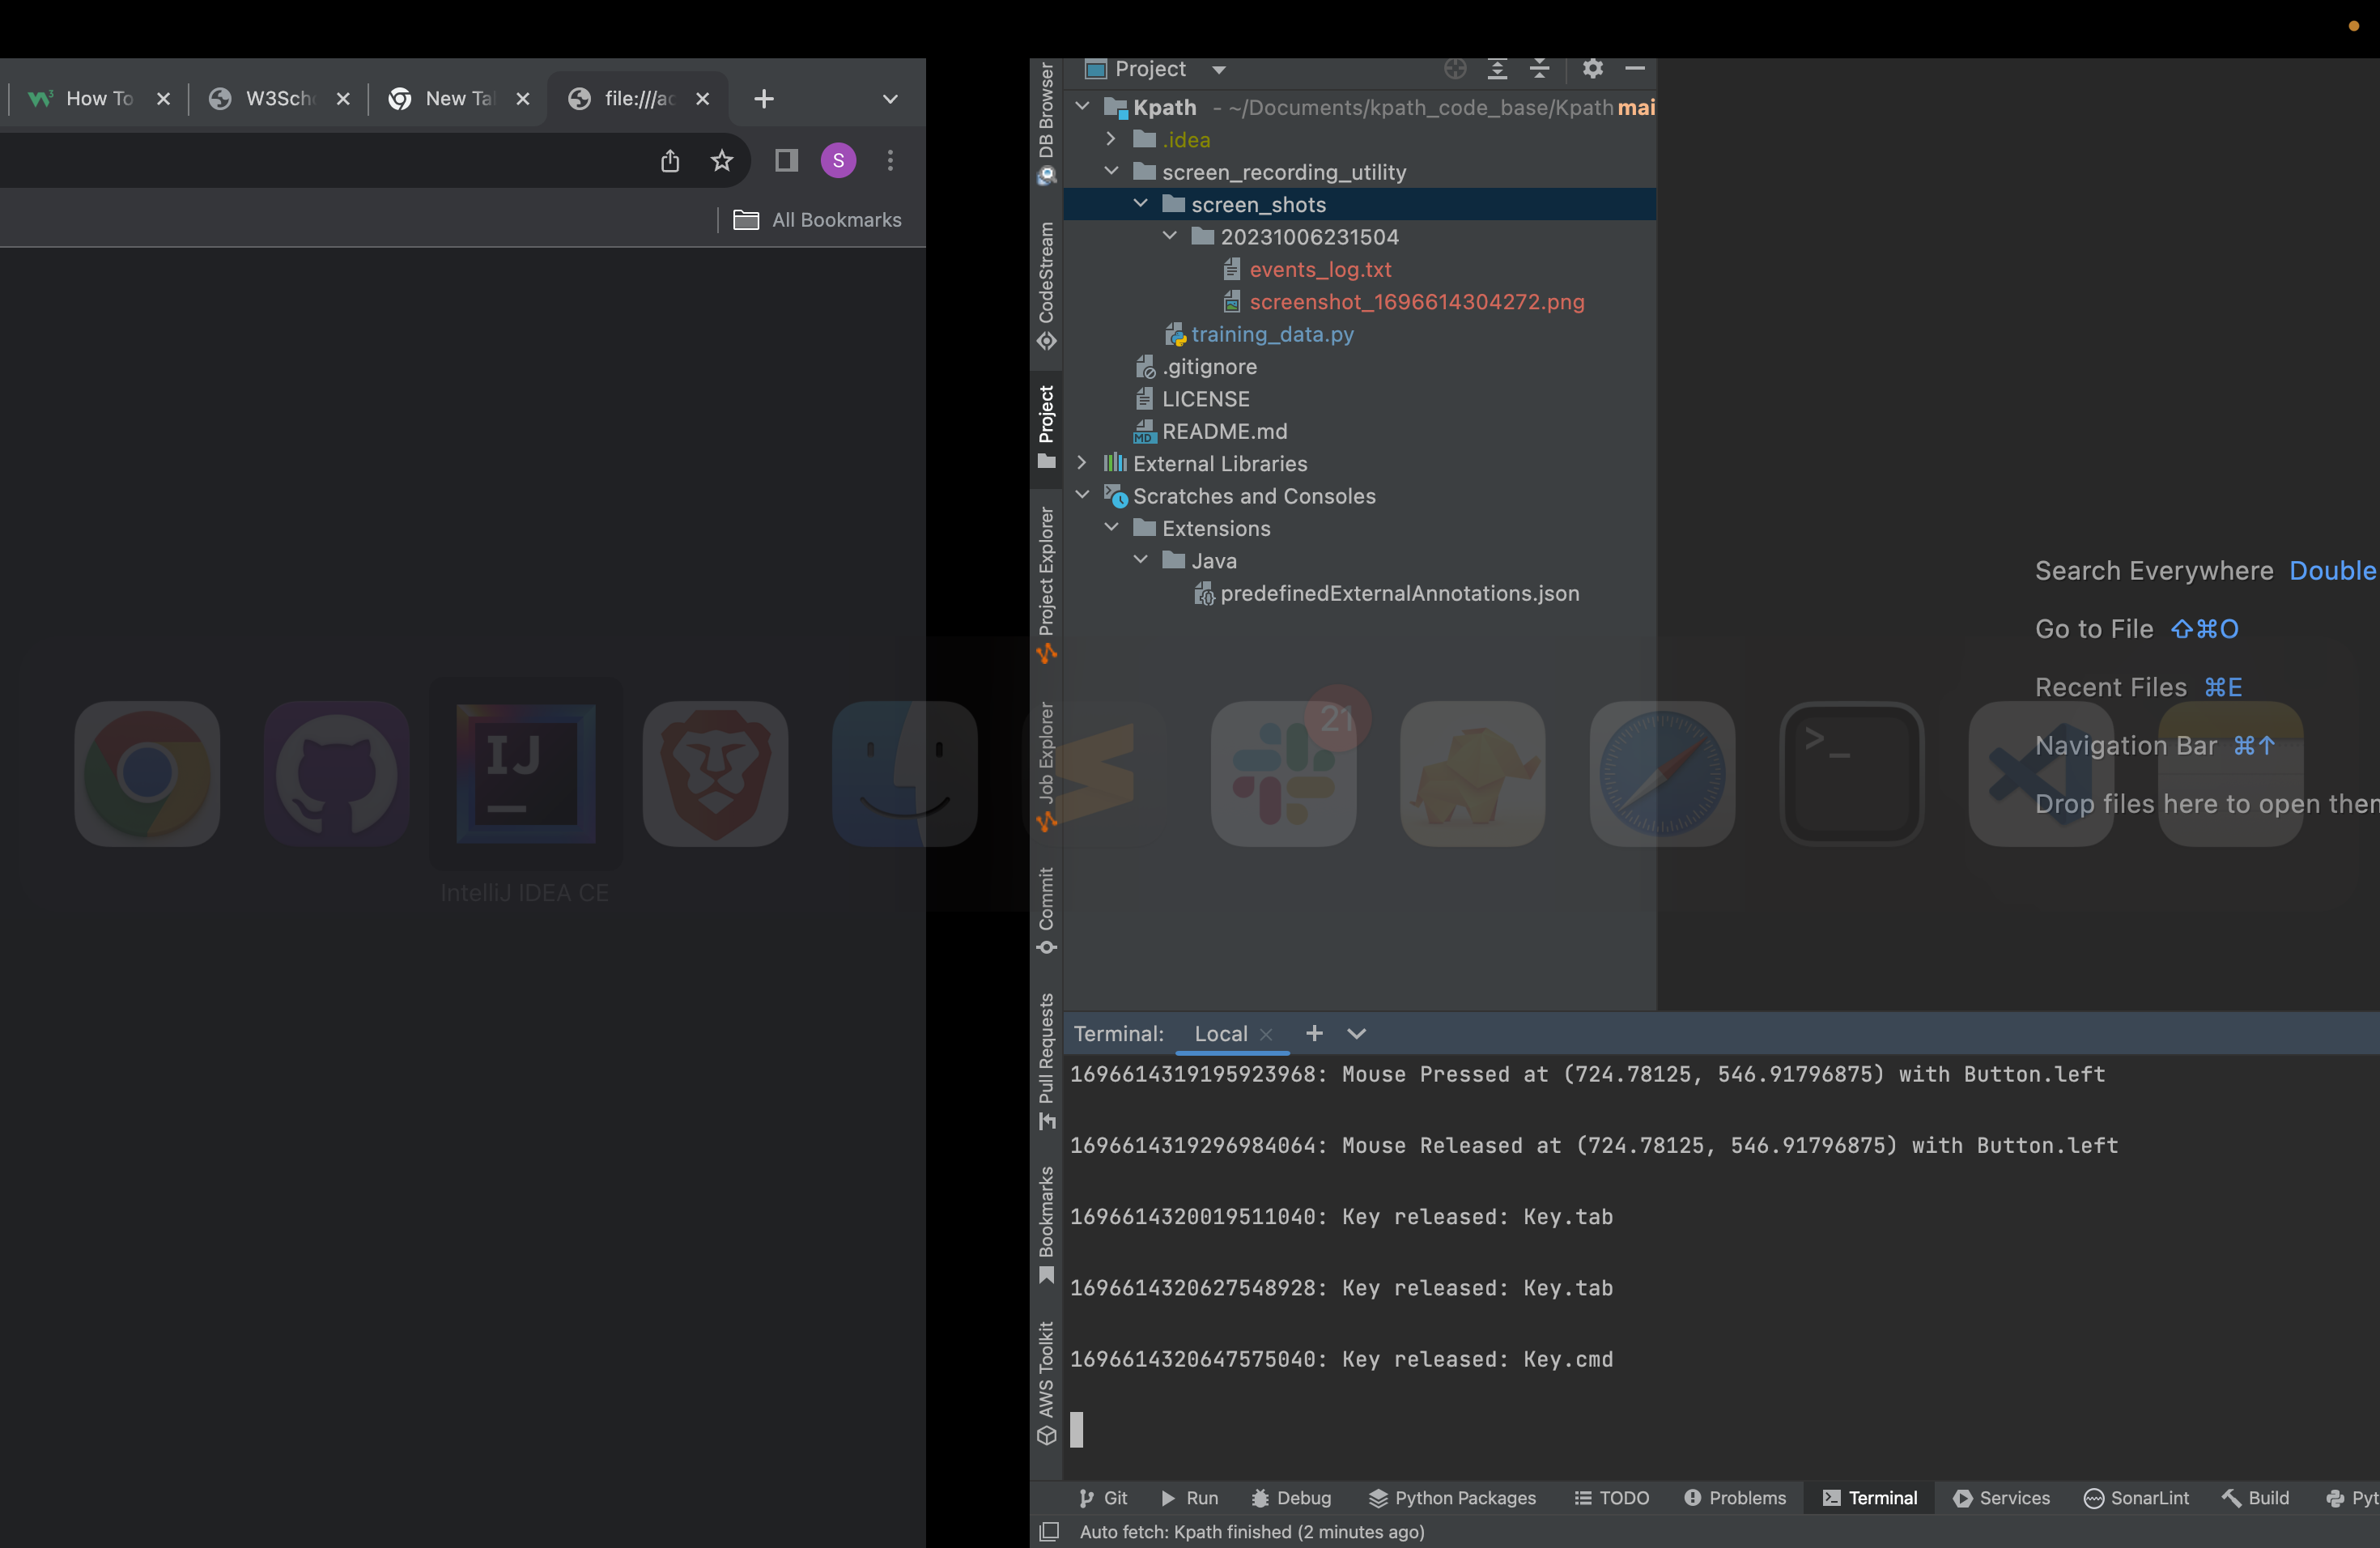 How To
W3Sch
New Ta
file:///ac
S
All Bookmarks
Project
Kpath - ~/Documents/kpath_code_base/Kpath mai
.idea
screen_recording_utility
screen_shots
20231006231504
events_log.txt
screenshot_1696614304272.png
training_data.py
.gitignore
LICENSE
MD README.md
External Libraries
Scratches and Consoles
Extensions
Java
predefinedExternalAnnotations.json
DB Browser
CodeStream
Project
Project Explorer
Job Explorer
Commit
Pull Requests
Bookmarks
AWS Toolkit
Search Everywhere Double
Go to File ⇧⌘O
Recent Files ⌘E
Navigation Bar ⌘↑
Drop files here to open then
IJ
21
>_
IntelliJ IDEA CE
Terminal: Local
1696614319195923968: Mouse Pressed at (724.78125, 546.91796875) with Button.left
1696614319296984064: Mouse Released at (724.78125, 546.91796875) with Button.left
1696614320019511040: Key released: Key.tab
1696614320627548928: Key released: Key.tab
1696614320647575040: Key released: Key.cmd
Git Run Debug Python Packages TODO Problems Terminal Services SonarLint Build Pyt
Auto fetch: Kpath finished (2 minutes ago)